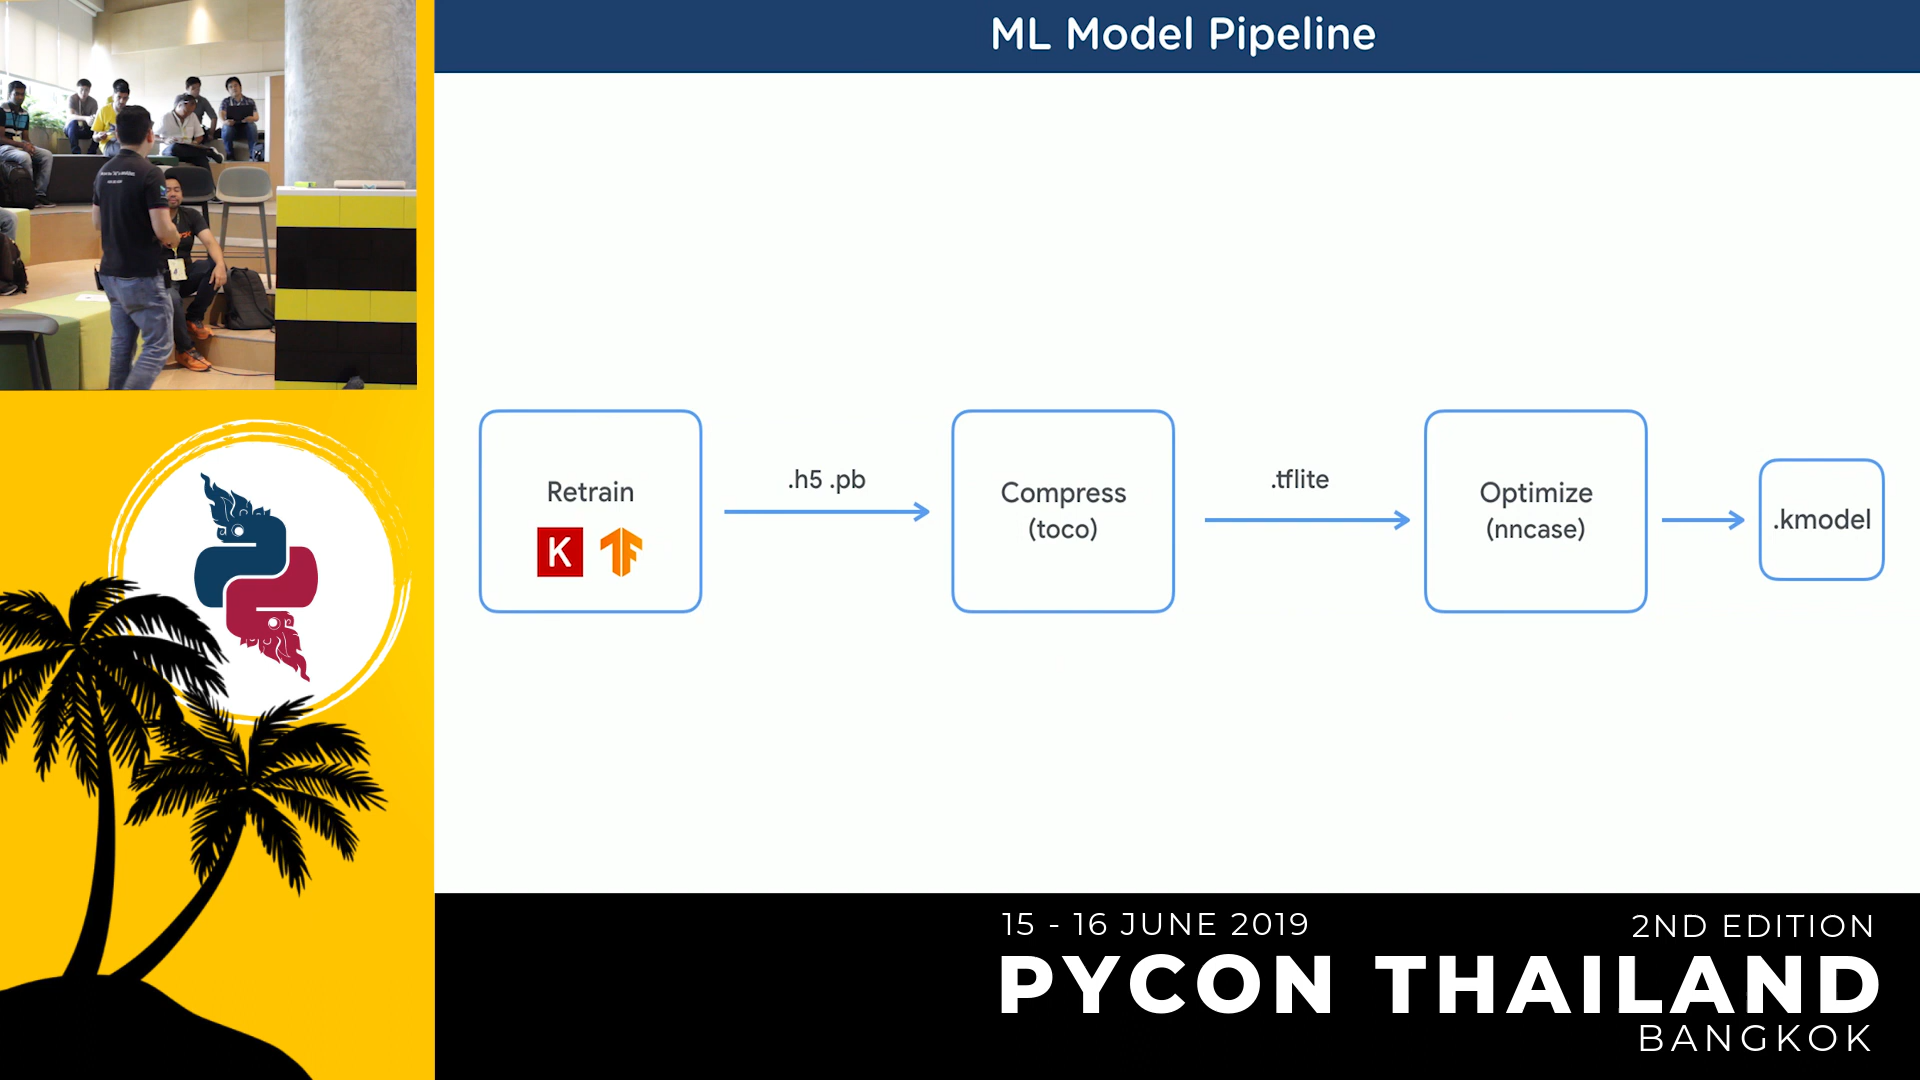 ML Model Pipeline
Retrain
K
.h5 .pb
Compress
(toco)
.tflite
Optimize
(nncase)
.kmodel
15 - 16 JUNE 2019
2ND EDITION
PYCON THAILAND
BANGKOK